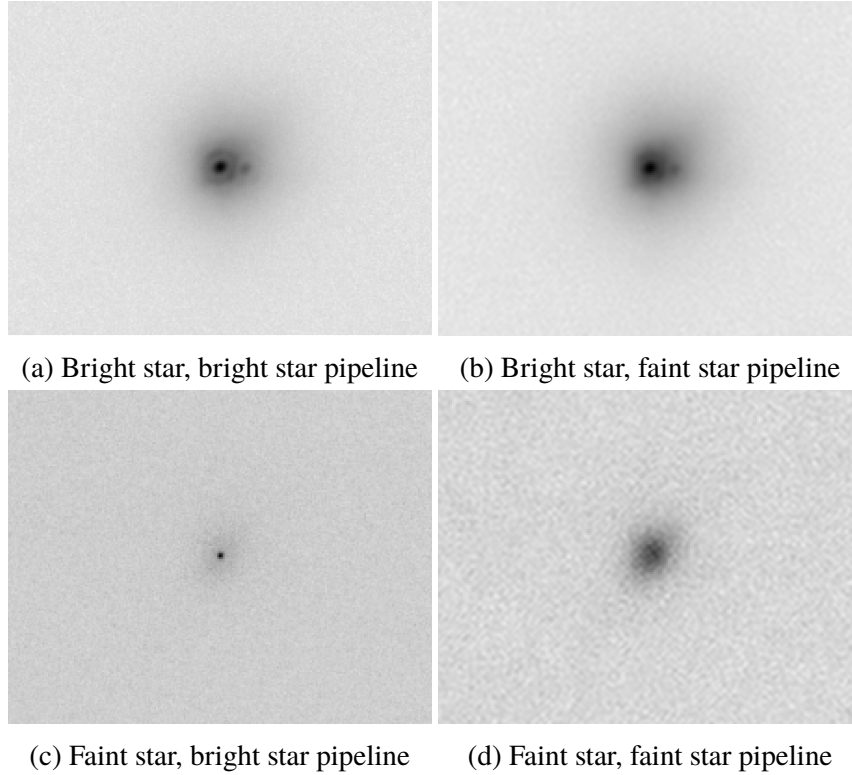 (a) Bright star, bright star pipeline
(b) Bright star, faint star pipeline
(c) Faint star, bright star pipeline
(d) Faint star, faint star pipeline